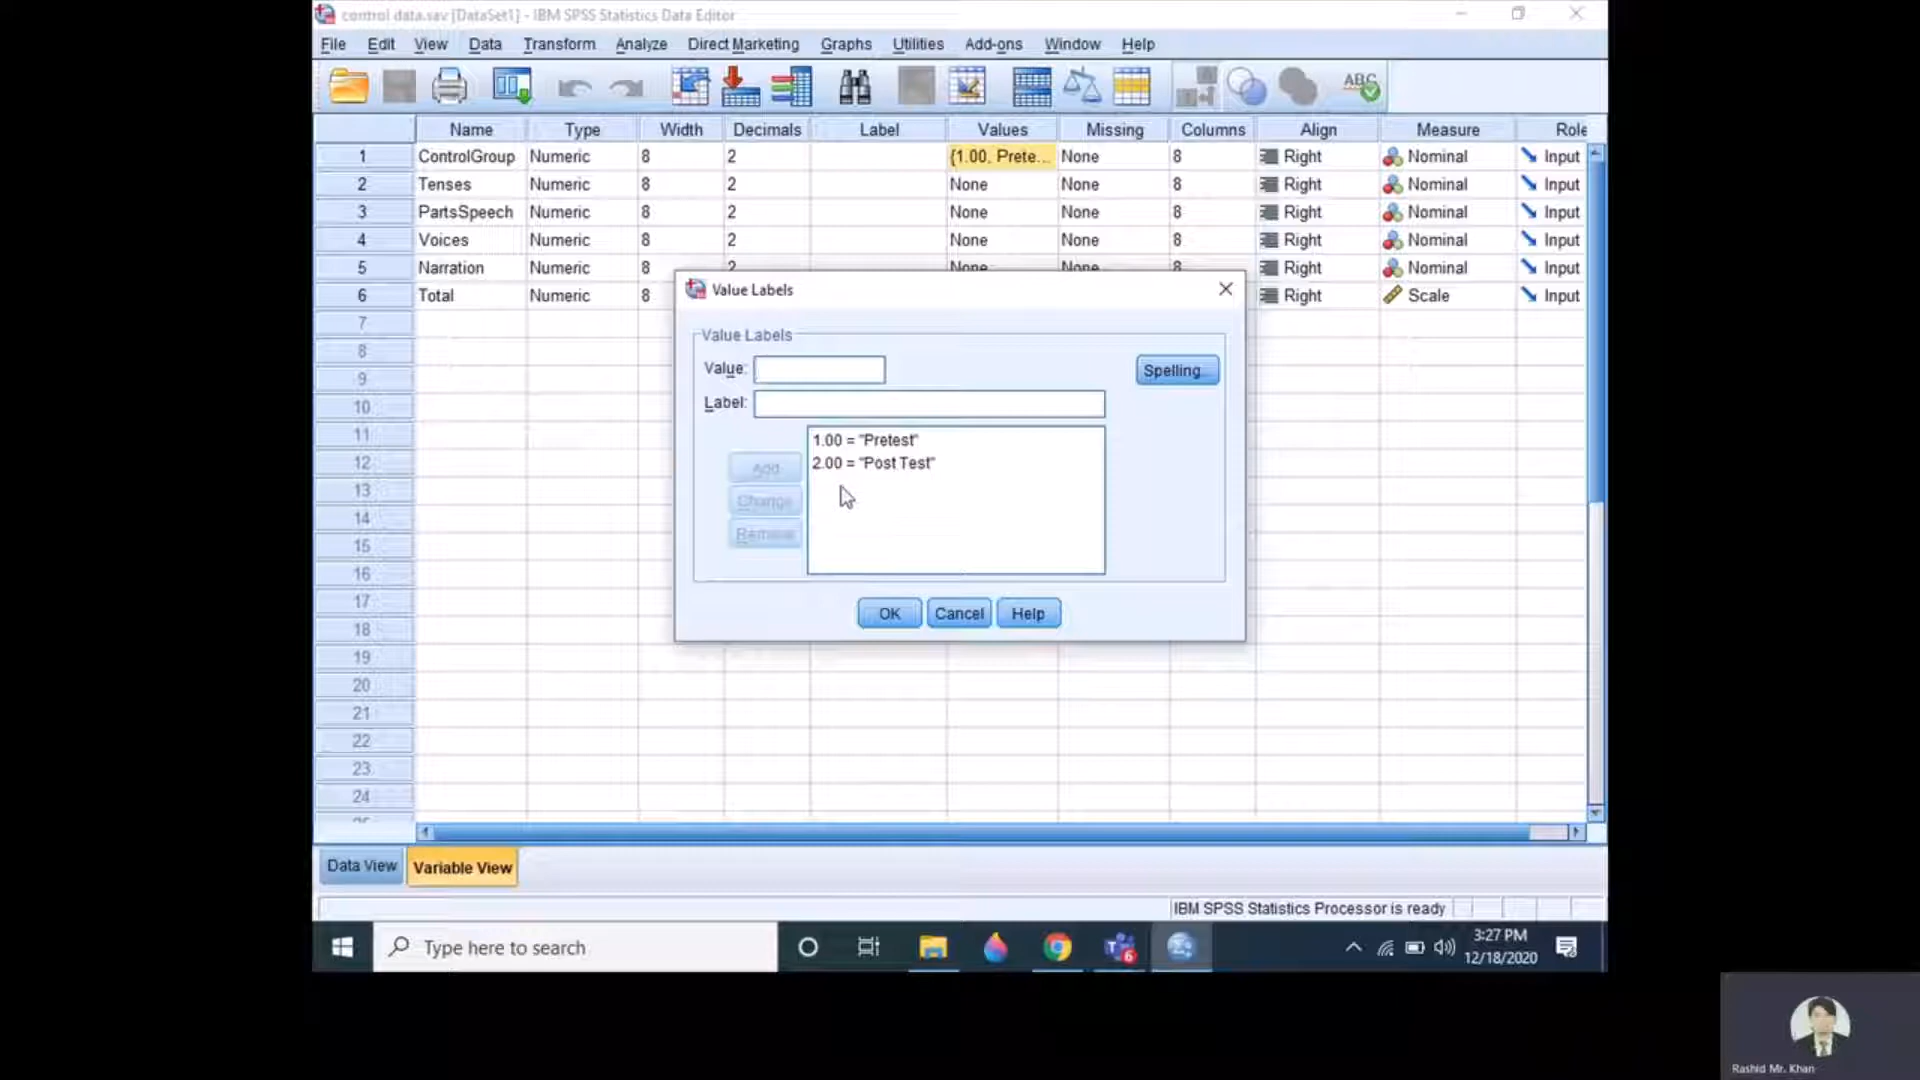 control data.sav [DataSet1] - IBM SPSS Statistics Data Editor
File Edit View Data Transform Analyze Direct Marketing Graphs Utilities Add-ons Window Help
ABC
Name Type Width Decimals Label Values Missing Columns Align Measure Role
1 ControlGroup Numeric 8 2 {1.00, Prete... None 8 Right Nominal Input
2 Tenses Numeric 8 2 None None 8 Right Nominal Input
3 PartsSpeech Numeric 8 2 None None 8 Right Nominal Input
4 Voices Numeric 8 2 None None 8 Right Nominal Input
5 Narration Numeric 8 2 None None 8 Right Nominal Input
6 Total Numeric 8 Right Scale Input
7
8
9
10
11
12
13
14
15
16
17
18
19
20
21
22
23
24
Value Labels
Value Labels
Value:
Spelling...
Label:
1.00 = "Pretest"
2.00 = "Post Test"
Add
Change
Remove
OK Cancel Help
Data View Variable View
IBM SPSS Statistics Processor is ready
Type here to search
6
3:27 PM
12/18/2020
Rashid Mr. Khan